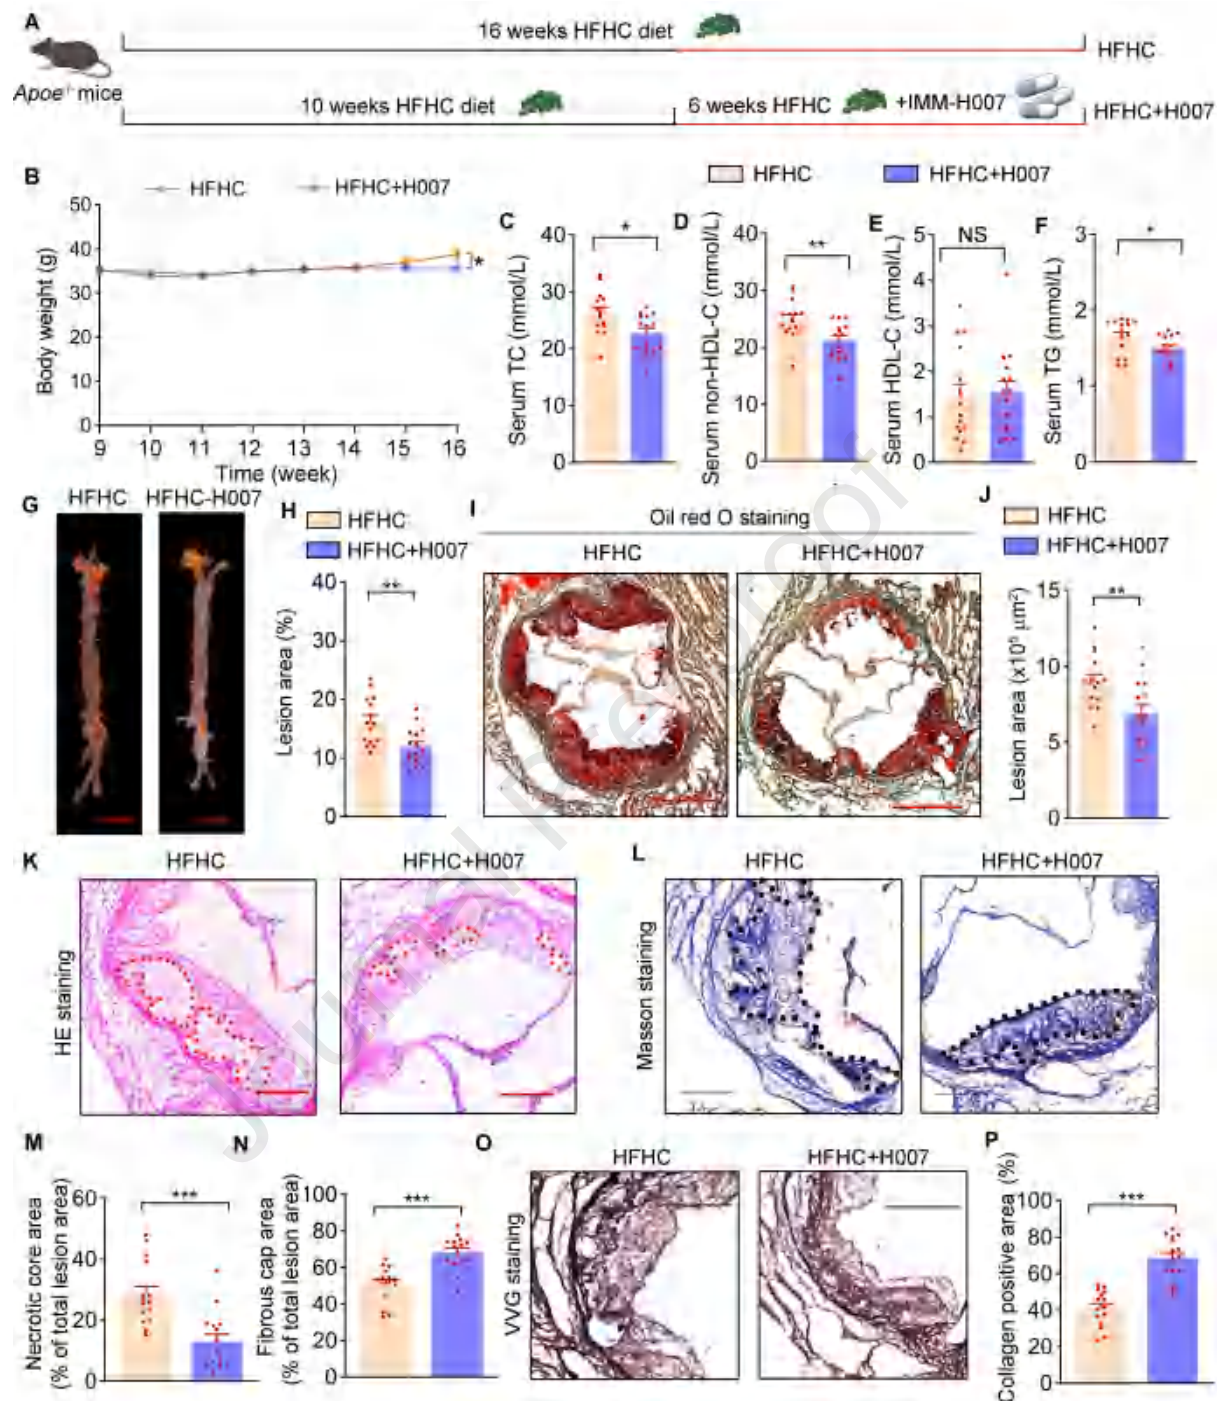 A
16 weeks HFHC diet
HFHC
Apoe-/- mice
10 weeks HFHC diet
6 weeks HFHC
+IMM-H007
HFHC+H007
B
HFHC
HFHC+H007
HFHC
HFHC+H007
Body weight (g)
50
40
30
20
10
0
9 10 11 12 13 14 15 16
Time (week)
*
C
Serum TC (mmol/L)
40
30
20
10
0
*
D
Serum non-HDL-C (mmol/L)
40
30
20
10
0
**
E
Serum HDL-C (mmol/L)
5
4
3
2
1
0
NS
F
Serum TG (mmol/L)
3
2
1
0
*
G
HFHC
HFHC-H007
H
HFHC
HFHC+H007
Lesion area (%)
40
30
20
10
0
**
I
Oil red O staining
HFHC
HFHC+H007
J
HFHC
HFHC+H007
Lesion area (x10⁵ μm²)
15
10
5
0
**
K
HFHC
HFHC+H007
HE staining
L
HFHC
HFHC+H007
Masson staining
M
Necrotic core area
(% of total lesion area)
60
40
20
0
***
N
Fibrous cap area
(% of total lesion area)
100
80
60
40
20
0
***
O
HFHC
HFHC+H007
VVG staining
P
Collagen positive area (%)
100
80
60
40
20
0
***
Journal Pre-proof